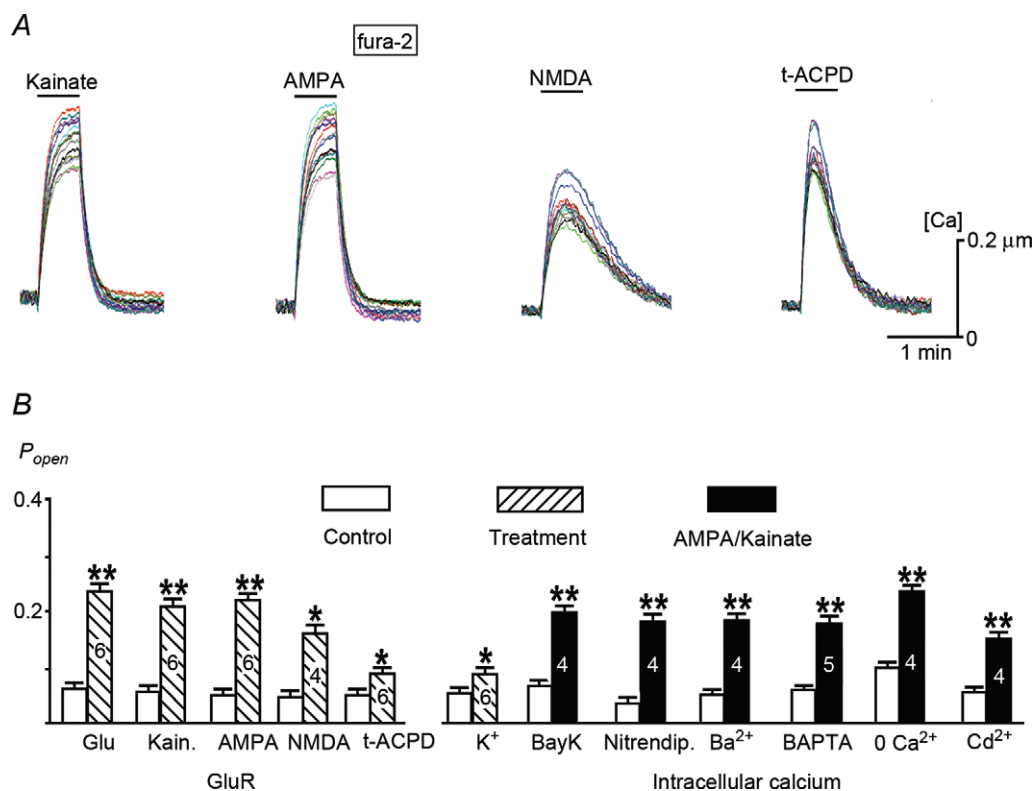 A
fura-2
Kainate
AMPA
NMDA
t-ACPD
[Ca]
0.2 μm
0
1 min
B
Popen
0.4
0.2
Control
Treatment
AMPA/Kainate
** ** ** * * * ** ** ** ** ** **
6 6 6 4 6 6 4 4 4 5 4 4
Glu Kain. AMPA NMDA t-ACPD K+ BayK Nitrendip. Ba2+ BAPTA 0 Ca2+ Cd2+
GluR
Intracellular calcium